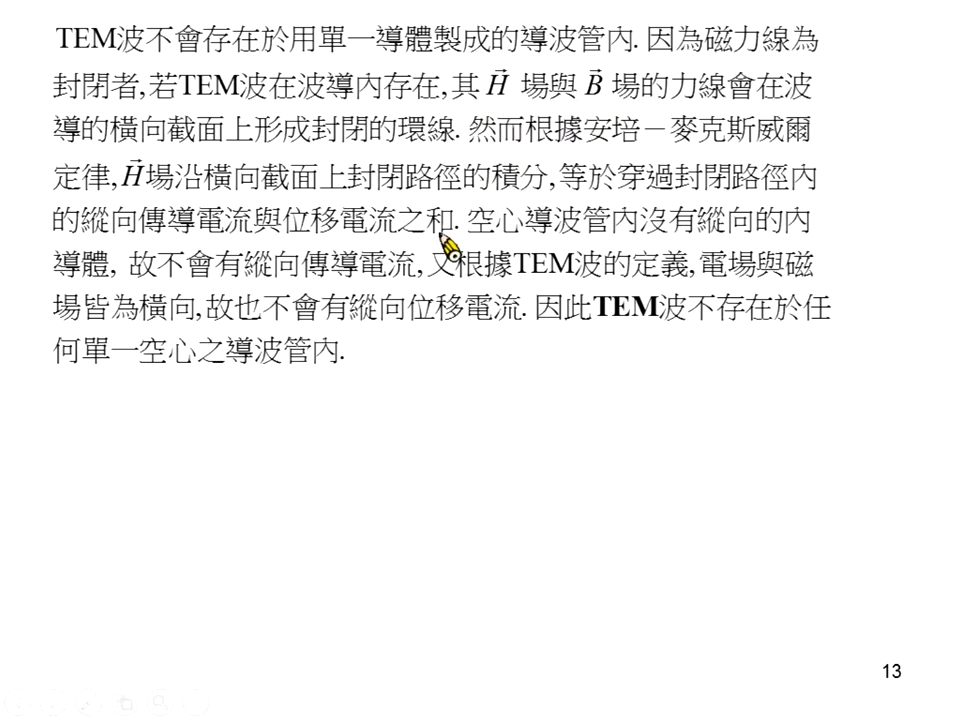 TEM波不會存在於用單一導體製成的導波管內. 因為磁力線為
封閉者, 若TEM波在波導內存在, 其 H⃗ 場與 B⃗ 場的力線會在波
導的橫向截面上形成封閉的環線. 然而根據安培－麥克斯威爾
定律, H⃗場沿橫向截面上封閉路徑的積分, 等於穿過封閉路徑內
的縱向傳導電流與位移電流之和. 空心導波管內沒有縱向的內
導體, 故不會有縱向傳導電流, 又根據TEM波的定義, 電場與磁
場皆為橫向, 故也不會有縱向位移電流. 因此TEM波不存在於任
何單一空心之導波管內.
13